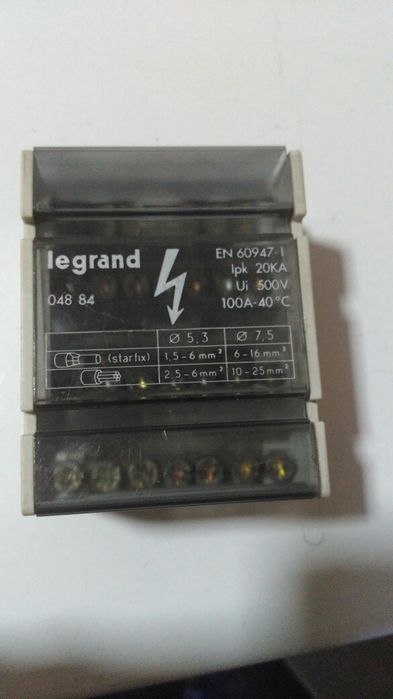 legrand
048 84
EN 60947-1
Ipk 20KA
Ui 500V
100A-40°C
Ø 5,3 Ø 7,5
(starfix) 1,5-6 mm² 6-16 mm²
2,5-6 mm² 10-25 mm²